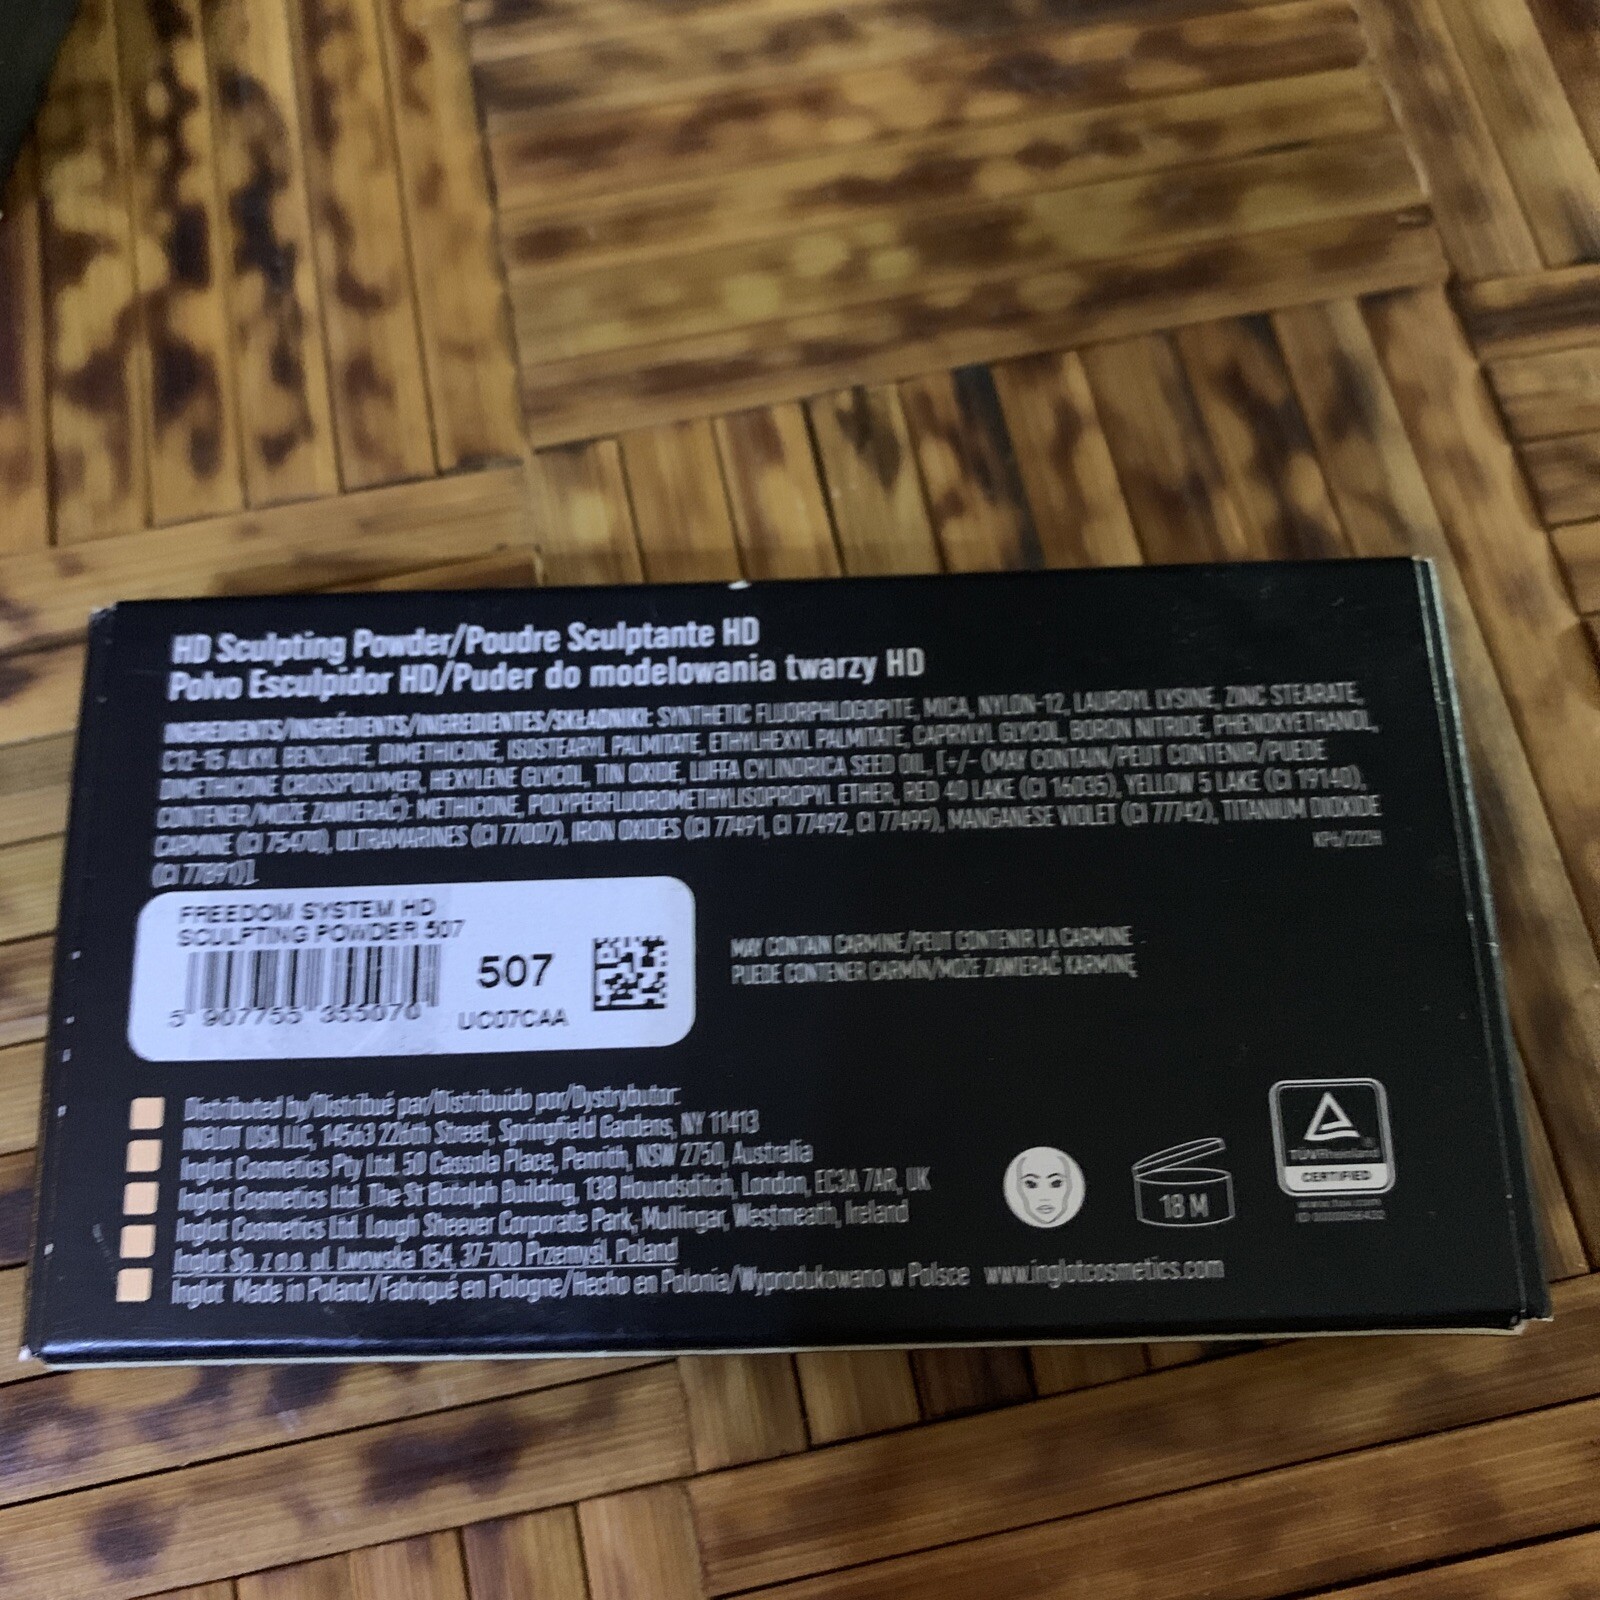 HD Sculpting Powder/Poudre Sculptante HD
Polvo Esculpidor HD/Puder do modelowania twarzy HD
INGREDIENTS/INGRÉDIENTS/INGREDIENTES/SKŁADNIKI: SYNTHETIC FLUORPHLOGOPITE, MICA, NYLON-12, LAUROYL LYSINE, ZINC STEARATE,
C12-15 ALKYL BENZOATE, DIMETHICONE, ISOSTEARYL PALMITATE, ETHYLHEXYL PALMITATE, CAPRYLYL GLYCOL, BORON NITRIDE, PHENOXYETHANOL,
DIMETHICONE CROSSPOLYMER, HEXYLENE GLYCOL, TIN OXIDE, LUFFA CYLINDRICA SEED OIL, [+/- (MAY CONTAIN/PEUT CONTENIR/PUEDE
CONTENER/MOŻE ZAWIERAĆ): METHICONE, POLYPERFLUOROMETHYLISOPROPYL ETHER, RED 40 LAKE (CI 16035), YELLOW 5 LAKE (CI 19140),
CARMINE (CI 75470), ULTRAMARINES (CI 77007), IRON OXIDES (CI 77491, CI 77492, CI 77499), MANGANESE VIOLET (CI 77742), TITANIUM DIOXIDE
(CI 77891)].
KP6/222H
FREEDOM SYSTEM HD
SCULPTING POWDER 507
507
5 907755 355070
UC07CAA
MAY CONTAIN CARMINE/PEUT CONTENIR LA CARMINE
PUEDE CONTENER CARMÍN/MOŻE ZAWIERAĆ KARMINĘ
Distributed by/Distribué par/Distribuido por/Dystrybutor:
INGLOT USA LLC, 14563 226th Street, Springfield Gardens, NY 11413
Inglot Cosmetics Pty Ltd. 50 Cassola Place, Penrith, NSW 2750, Australia
Inglot Cosmetics Ltd. The St Botolph Building, 138 Houndsditch, London, EC3A 7AR, UK
Inglot Cosmetics Ltd. Lough Sheever Corporate Park, Mullingar, Westmeath, Ireland
Inglot Sp. z o.o. ul. Lwowska 154, 37-700 Przemyśl, Poland
Inglot Made in Poland/Fabriqué en Pologne/Hecho en Polonia/Wyprodukowano w Polsce www.inglotcosmetics.com
18 M
TÜVRheinland
CERTIFIED
www.tuv.com